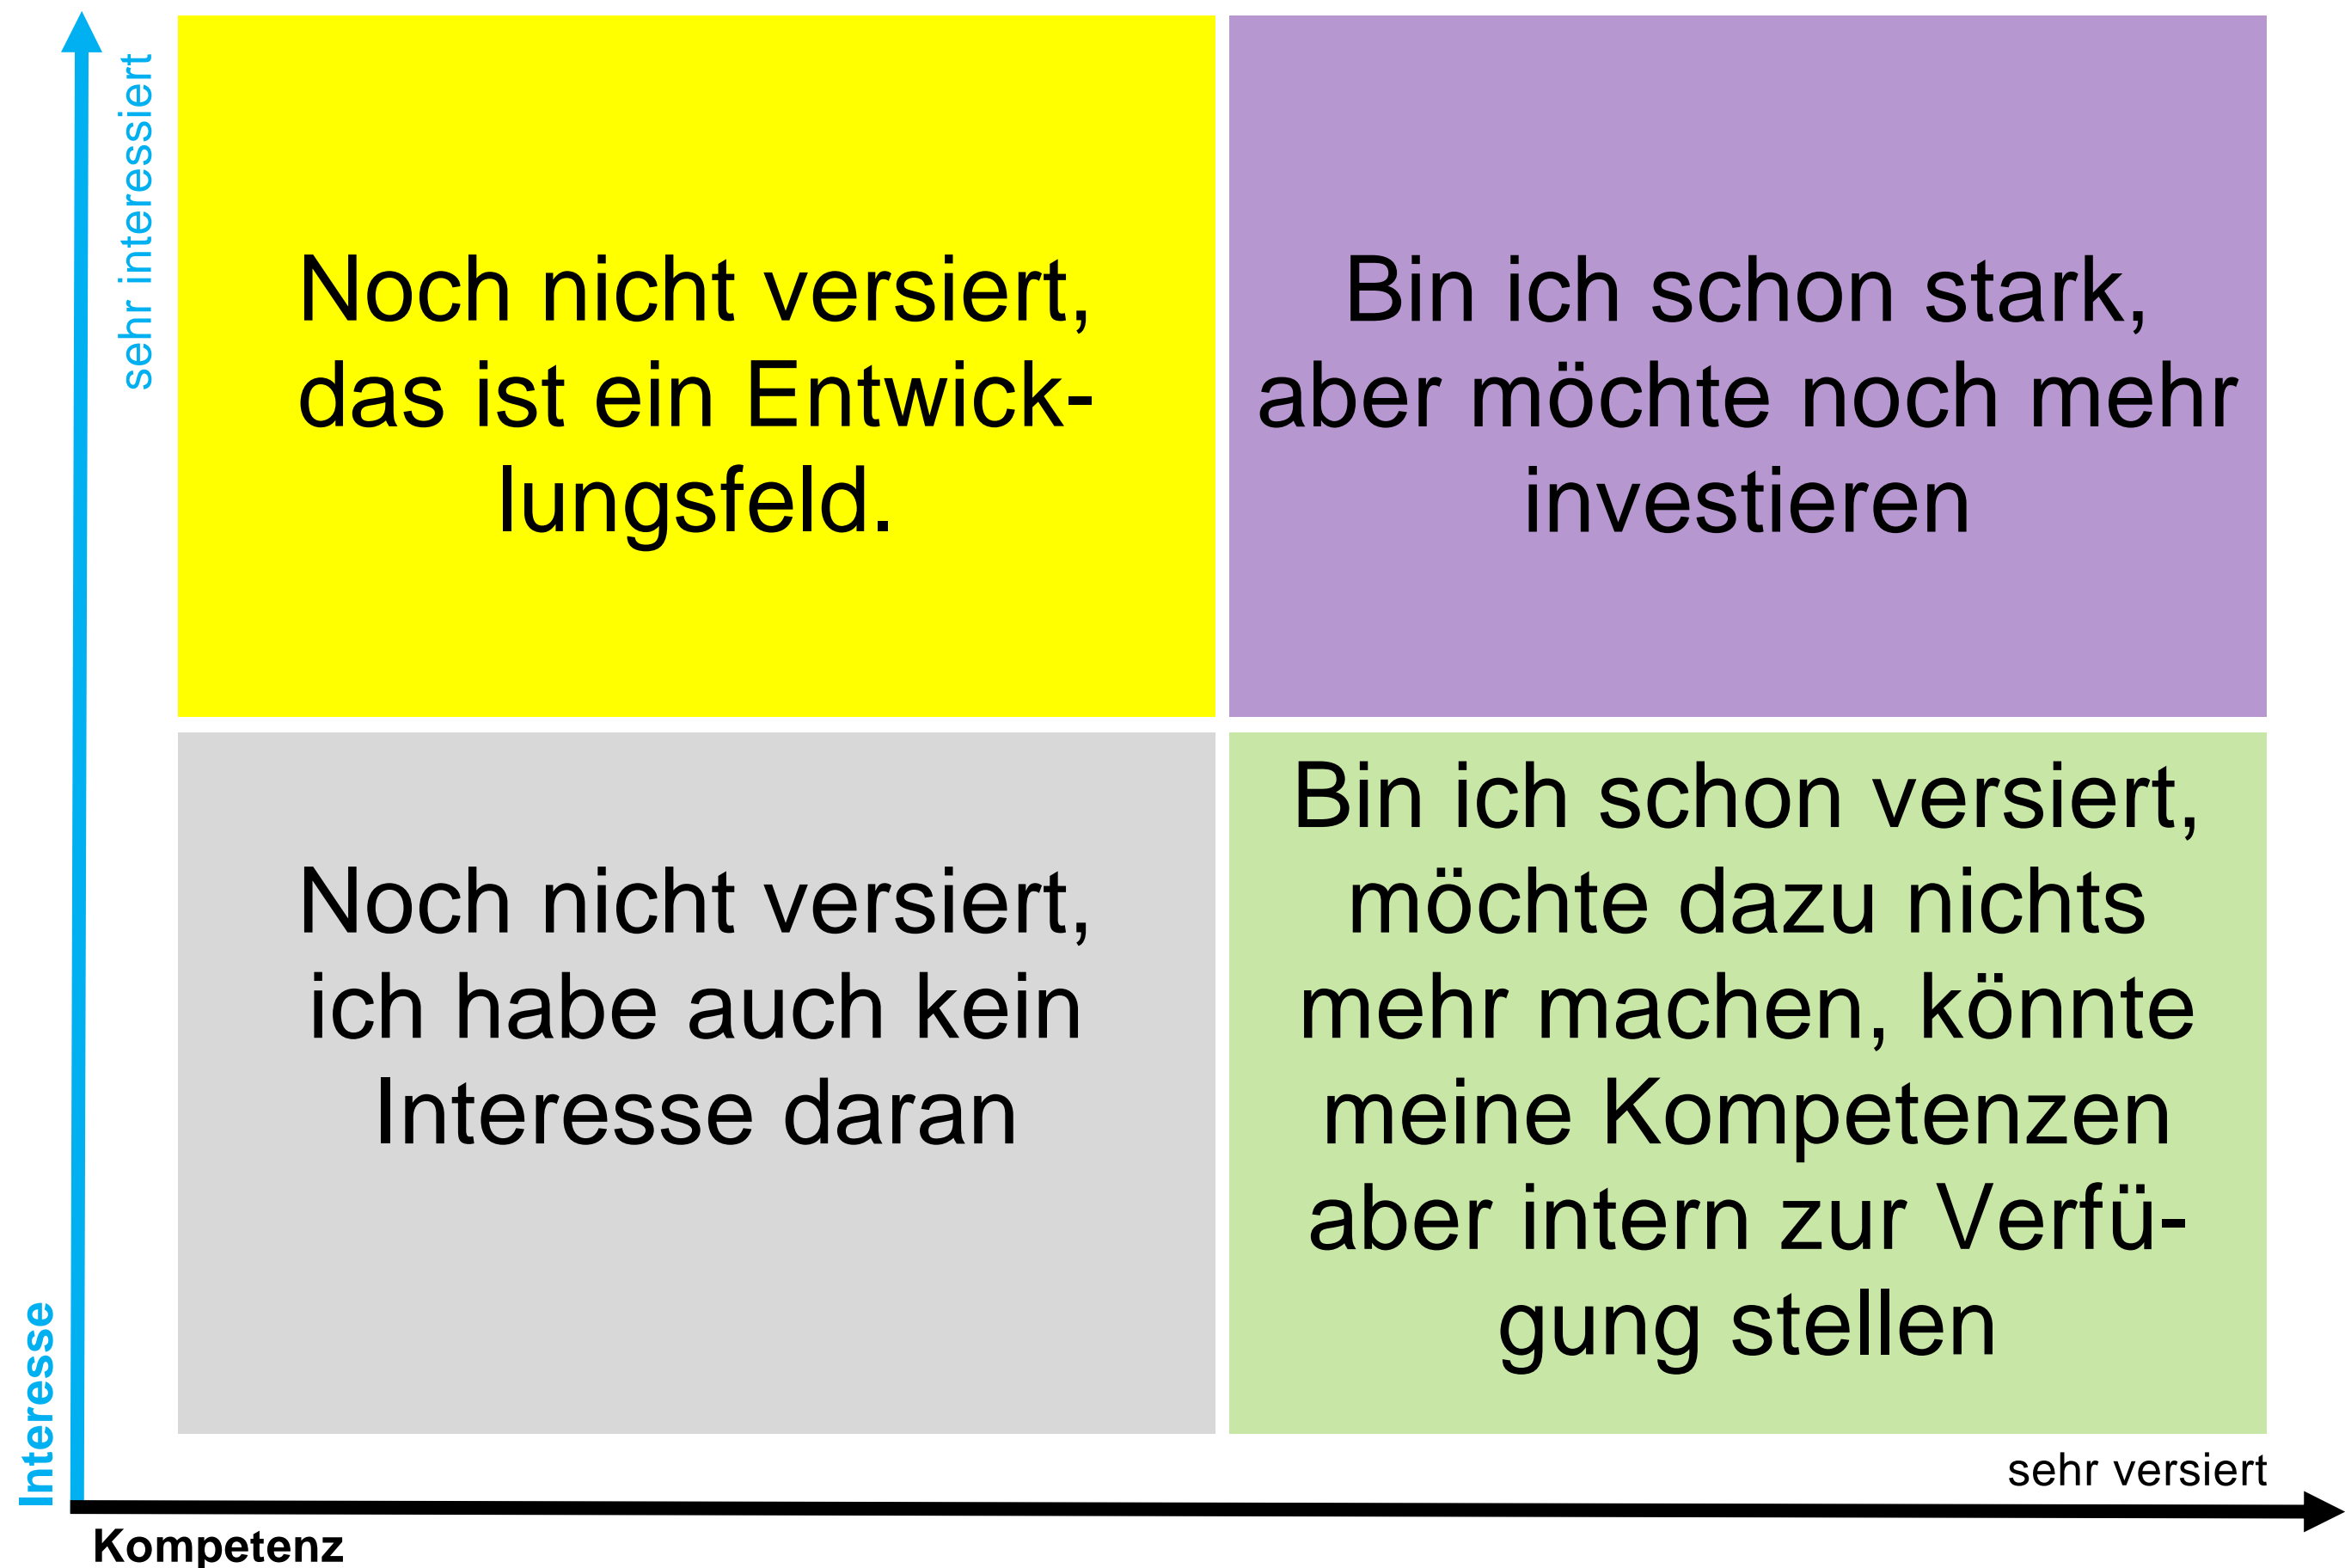 sehr interessiert
Noch nicht versiert,
das ist ein Entwick-
lungsfeld.
Bin ich schon stark,
aber möchte noch mehr
investieren
Noch nicht versiert,
ich habe auch kein
Interesse daran
Bin ich schon versiert,
möchte dazu nichts
mehr machen, könnte
meine Kompetenzen
aber intern zur Verfü-
gung stellen
Interesse
sehr versiert
Kompetenz